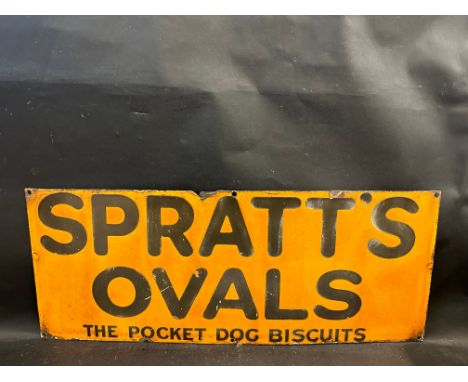 SPRATT'S
OVALS
THE POCKET DOG BISCUITS